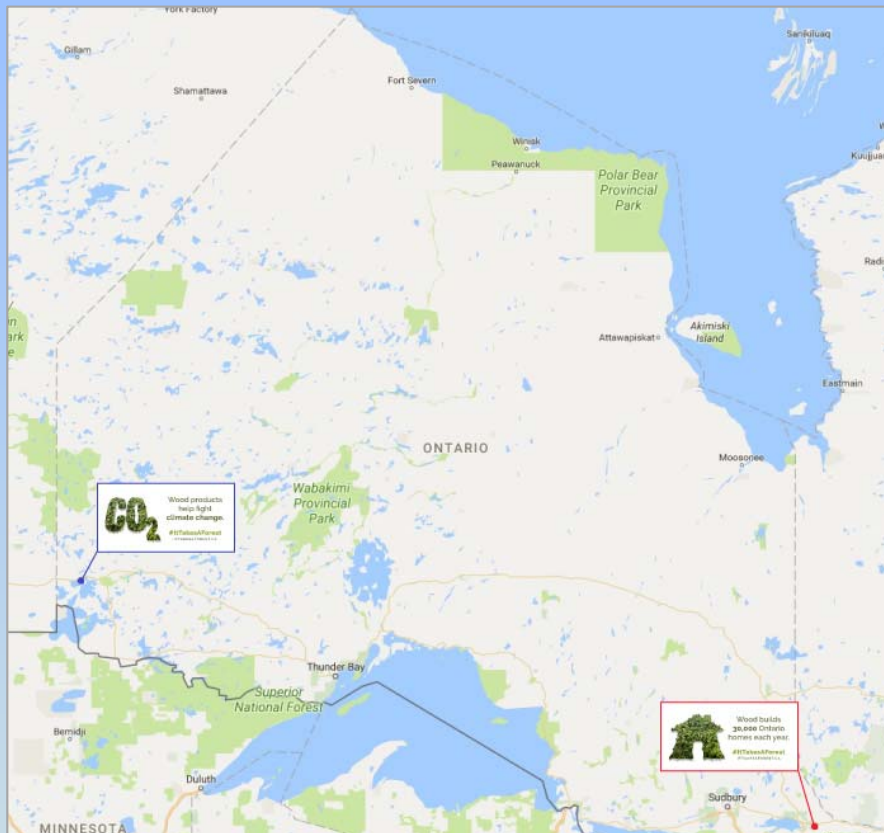 York Factory
Gillam
Shamattawa
Fort Severn
Sanikiluaq
Winisk
Peawanuck
Polar Bear
Provincial
Park
Akimiski
Island
Attawapiskat
Eastmain
ONTARIO
Moosonee
Wabakimi
Provincial
Park
CO2
Wood products
help fight
climate change.
#ItTakesAForest
Thunder Bay
Superior
National Forest
Bemidji
Duluth
MINNESOTA
Wood builds
30,000 Ontario
homes each year.
#ItTakesAForest
Sudbury